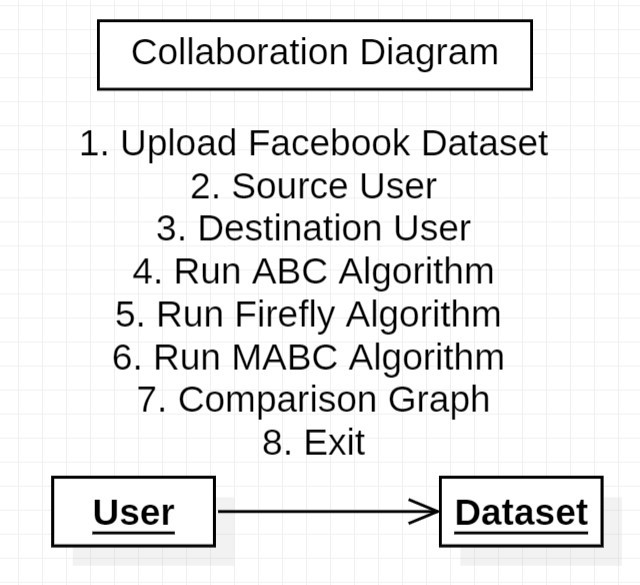 Collaboration Diagram
1. Upload Facebook Dataset
2. Source User
3. Destination User
4. Run ABC Algorithm
5. Run Firefly Algorithm
6. Run MABC Algorithm
7. Comparison Graph
8. Exit
User
Dataset